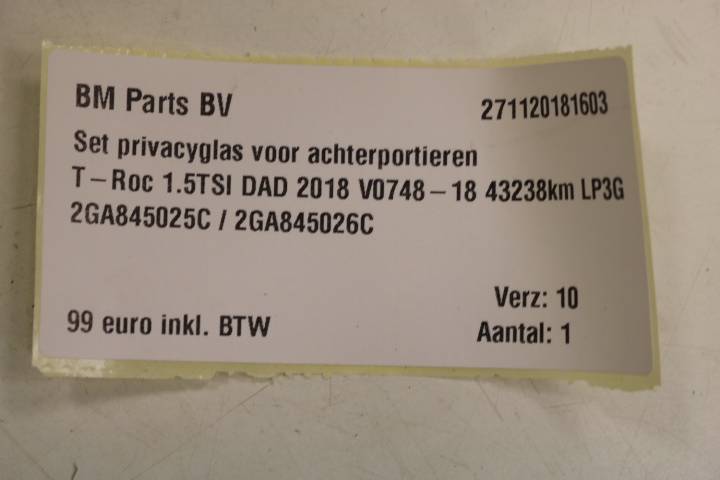 BM Parts BV 271120181603
Set privacyglas voor achterportieren
T-Roc 1.5TSI DAD 2018 V0748-18 43238km LP3G
2GA845025C / 2GA845026C
Verz: 10
99 euro inkl. BTW Aantal: 1